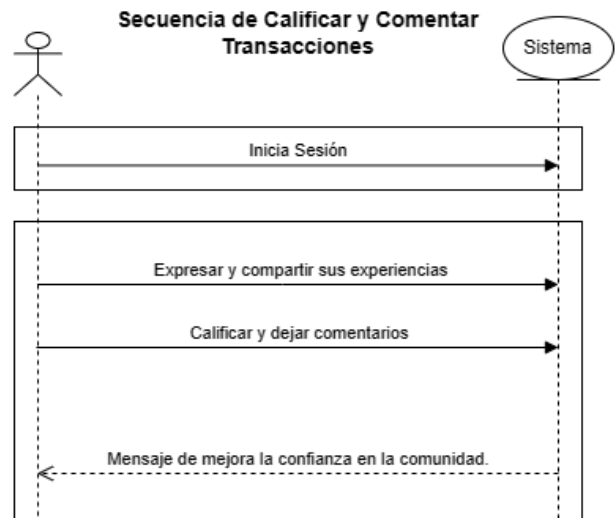 Secuencia de Calificar y Comentar
Transacciones
Sistema
Inicia Sesión
Expresar y compartir sus experiencias
Calificar y dejar comentarios
Mensaje de mejora la confianza en la comunidad.